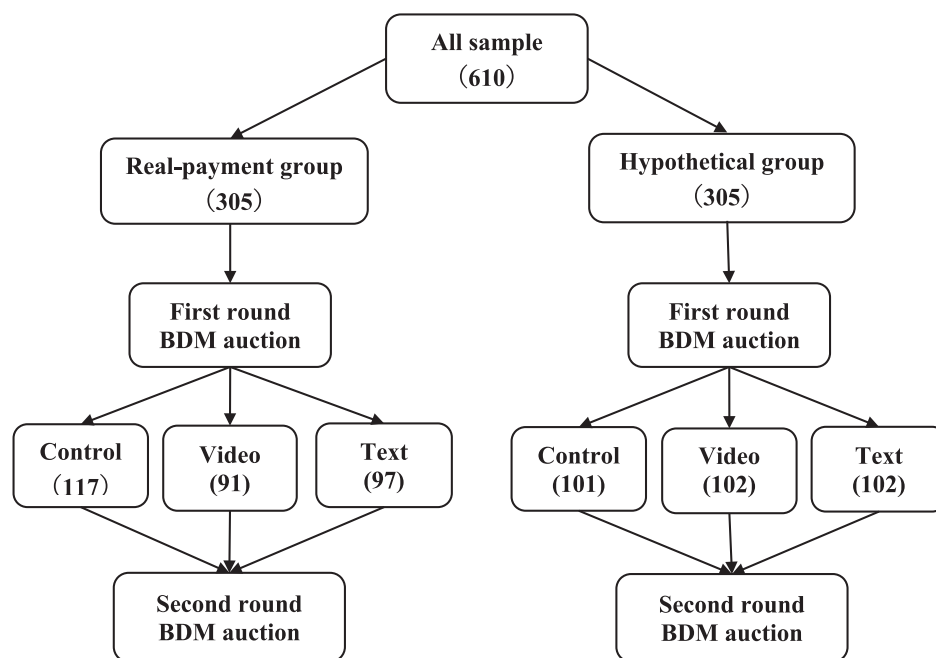 All sample
（610）
Real-payment group
（305）
Hypothetical group
（305）
First round
BDM auction
First round
BDM auction
Control
（117）
Video
(91)
Text
(97)
Control
(101)
Video
(102)
Text
(102)
Second round
BDM auction
Second round
BDM auction